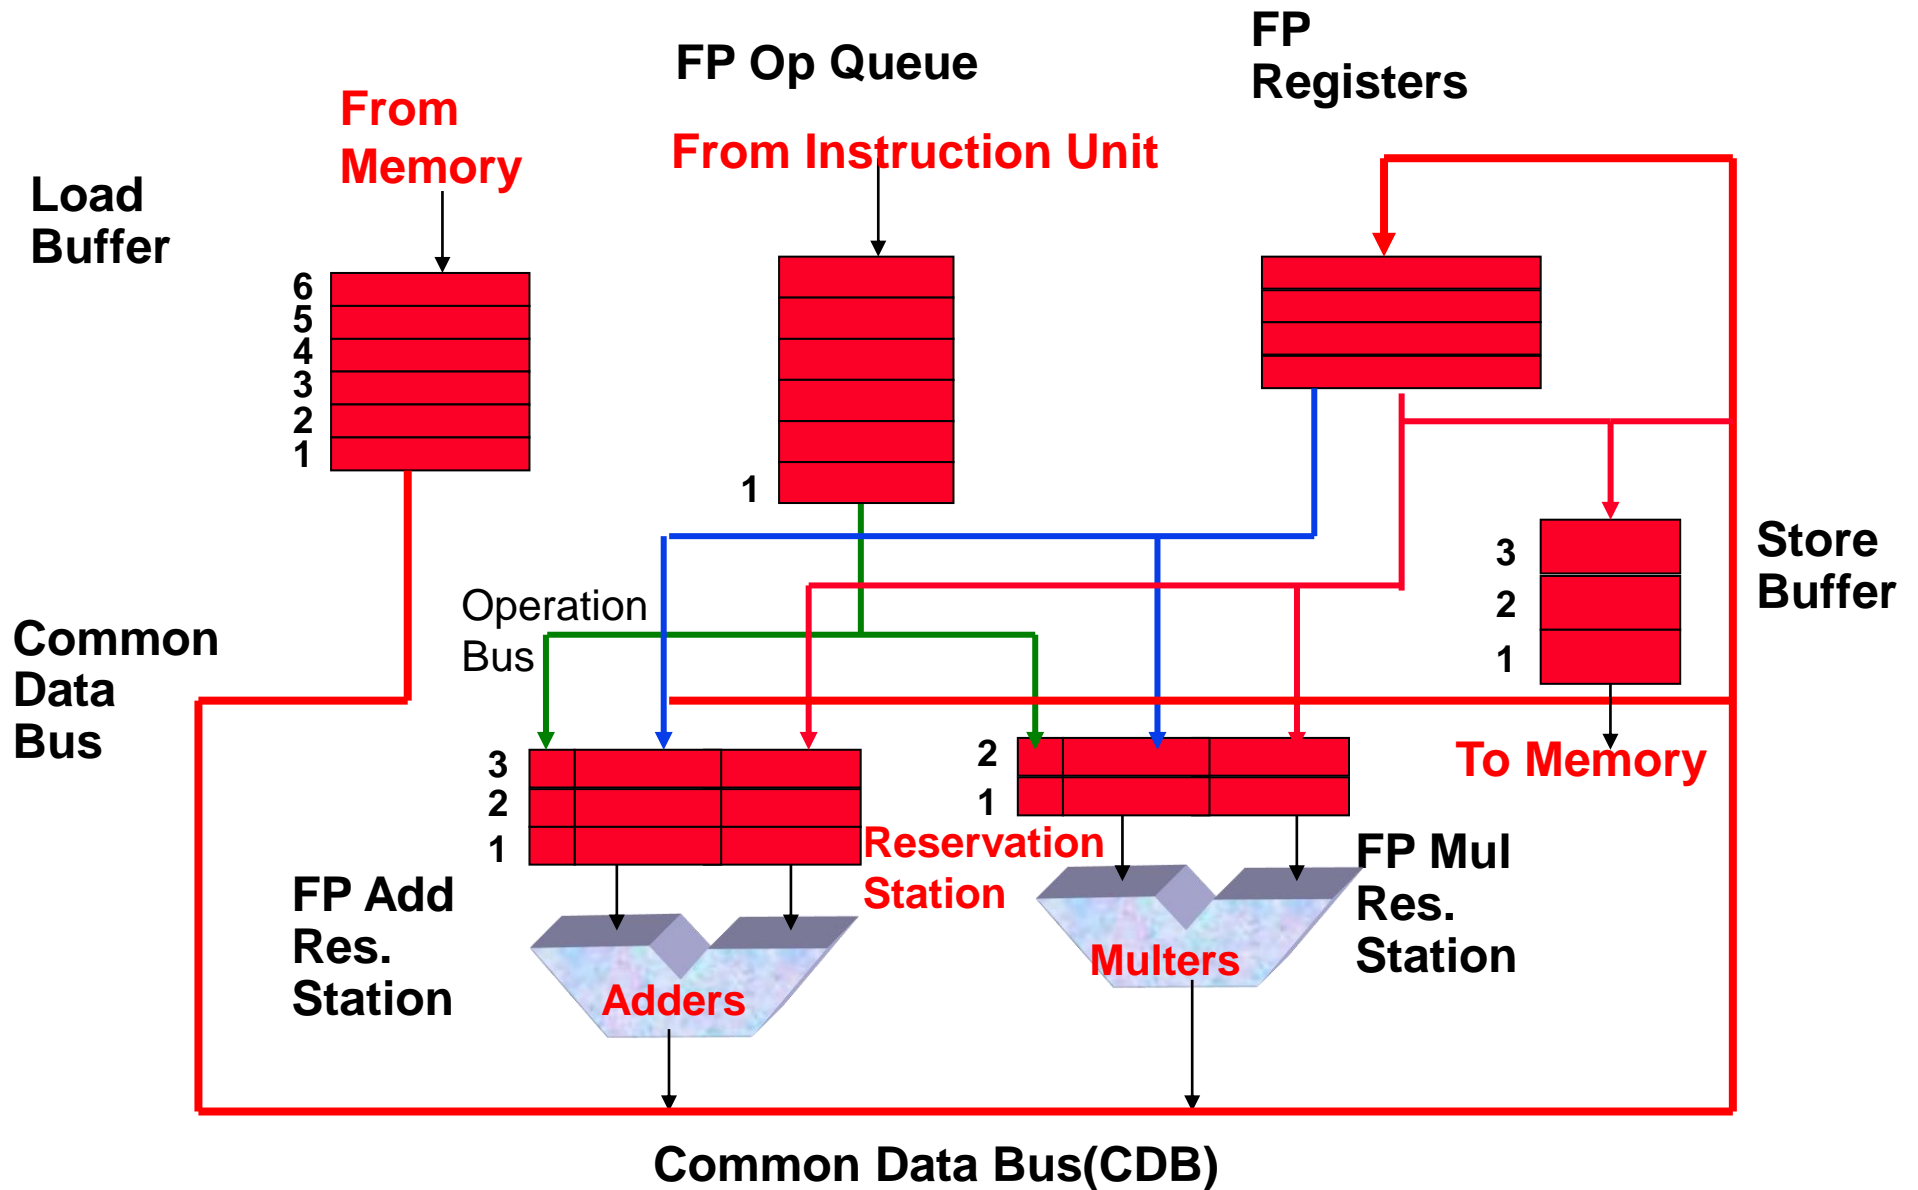 FP Op Queue
FP
Registers
From
Memory
From Instruction Unit
Load
Buffer
6
5
4
3
2
1
1
Store
Buffer
3
2
1
Operation
Bus
Common
Data
Bus
To Memory
3
2
1
2
1
Reservation
Station
FP Add
Res.
Station
FP Mul
Res.
Station
Adders
Multers
Common Data Bus(CDB)